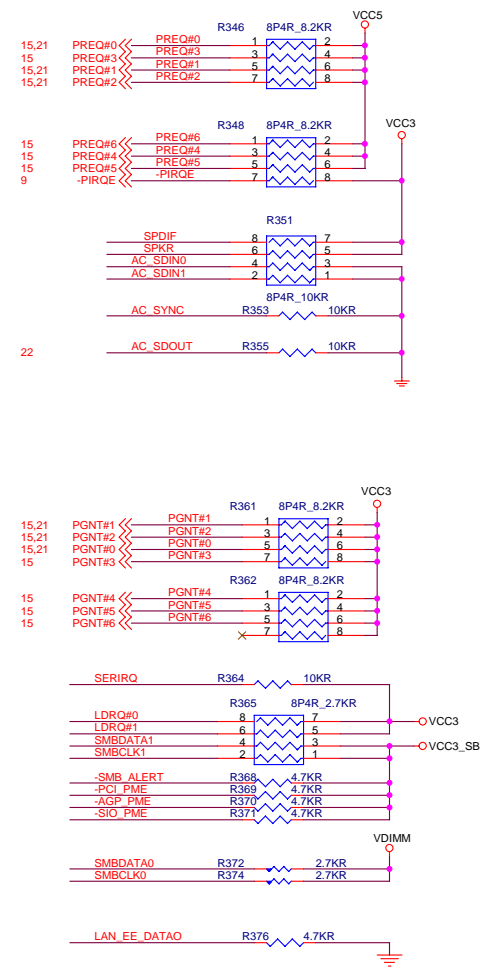 VCC5
R346 8P4R_8.2KR
15,21 PREQ#0 PREQ#0 1 2
15 PREQ#3 PREQ#3 3 4
15,21 PREQ#1 PREQ#1 5 6
15,21 PREQ#2 PREQ#2 7 8
VCC3
R348 8P4R_8.2KR
15 PREQ#6 PREQ#6 1 2
15 PREQ#4 PREQ#4 3 4
15 PREQ#5 PREQ#5 5 6
9 -PIRQE -PIRQE 7 8
R351
SPDIF 8 7
SPKR 6 5
AC_SDIN0 4 3
AC_SDIN1 2 1
8P4R_10KR
AC_SYNC R353 10KR
22 AC_SDOUT R355 10KR
VCC3
R361 8P4R_8.2KR
15,21 PGNT#1 PGNT#1 1 2
15,21 PGNT#2 PGNT#2 3 4
15,21 PGNT#0 PGNT#0 5 6
15 PGNT#3 PGNT#3 7 8
R362 8P4R_8.2KR
15 PGNT#4 PGNT#4 1 2
15 PGNT#5 PGNT#5 3 4
15 PGNT#6 PGNT#6 5 6
7 8
SERIRQ R364 10KR
R365 8P4R_2.7KR
LDRQ#0 8 7 VCC3
LDRQ#1 6 5
SMBDATA1 4 3 VCC3_SB
SMBCLK1 2 1
-SMB_ALERT R368 4.7KR
-PCI_PME R369 4.7KR
-AGP_PME R370 4.7KR
-SIO_PME R371 4.7KR
VDIMM
SMBDATA0 R372 2.7KR
SMBCLK0 R374 2.7KR
LAN_EE_DATAO R376 4.7KR